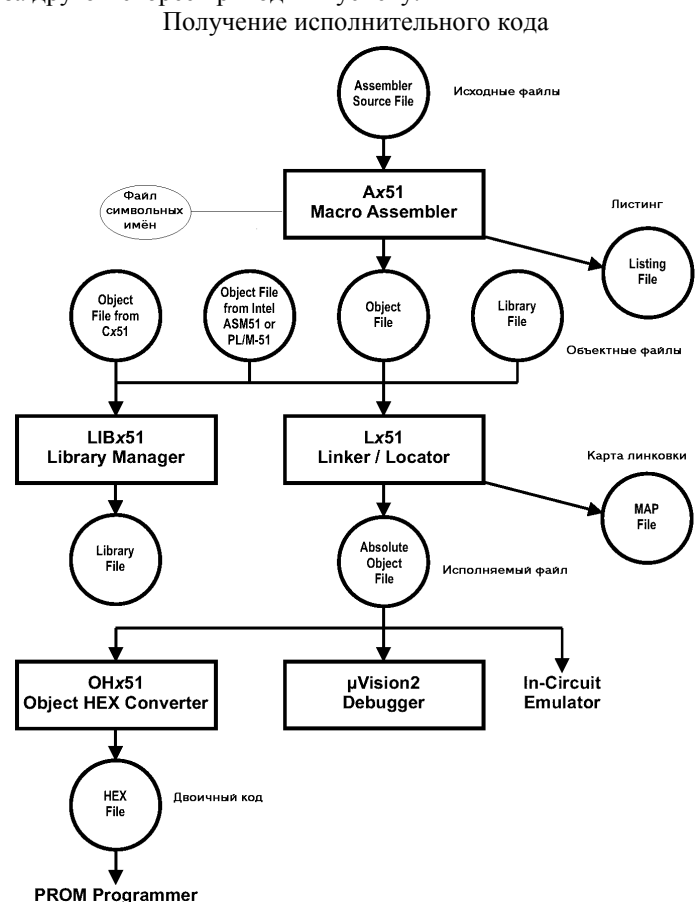 Получение исполнительного кода
Assembler
Source File
Исходные файлы
Ax51
Macro Assembler
Файл
символьных
имён
Листинг
Listing
File
Object
File from
Cx51
Object File
from Intel
ASM51 or
PL/M-51
Object
File
Library
File
Объектные файлы
LIBx51
Library Manager
Lx51
Linker / Locator
Карта линковки
MAP
File
Library
File
Absolute
Object
File
Исполняемый файл
OHx51
Object HEX Converter
µVision2
Debugger
In-Circuit
Emulator
HEX
File
Двоичный код
PROM Programmer